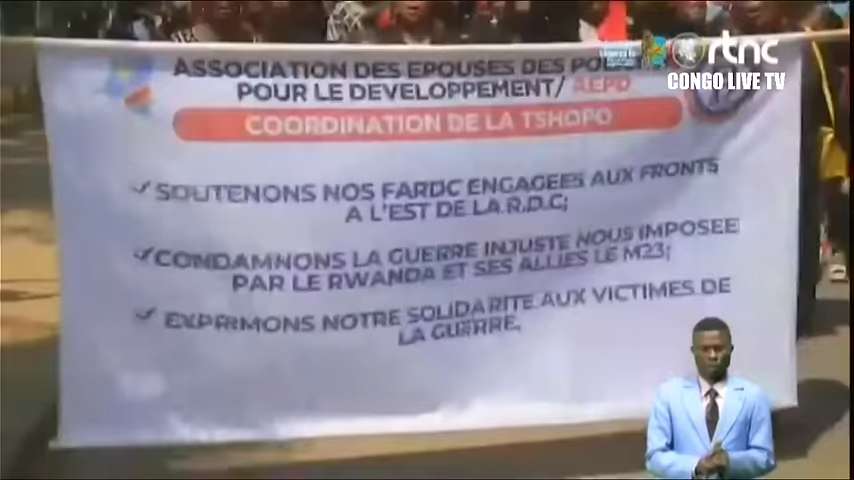 rtnc
CONGO LIVE TV
ASSOCIATION DES EPOUSES DES
POUR LE DEVELOPPEMENT/ AEPD
COORDINATION DE LA TSHOPO
✓ SOUTENONS NOS FARDC ENGAGEES AUX FRONTS
A L'EST DE LA R.D.C;
✓ CONDAMNONS LA GUERRE INJUSTE NOUS IMPOSEE
PAR LE RWANDA ET SES ALLIES LE M23;
✓ EXPRIMONS NOTRE SOLIDARITE AUX VICTIMES DE
LA GUERRE.